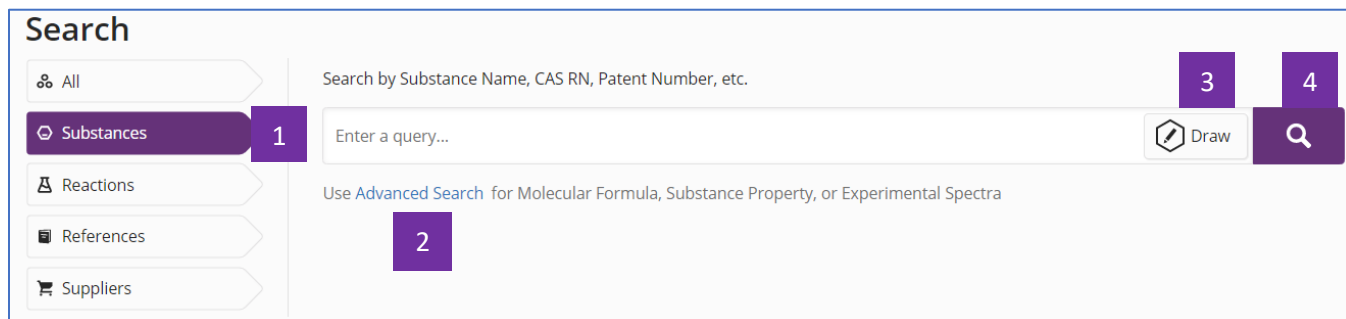 Search
All
Search by Substance Name, CAS RN, Patent Number, etc.
3
4
Substances
1
Enter a query...
Draw
Reactions
Use Advanced Search for Molecular Formula, Substance Property, or Experimental Spectra
References
2
Suppliers